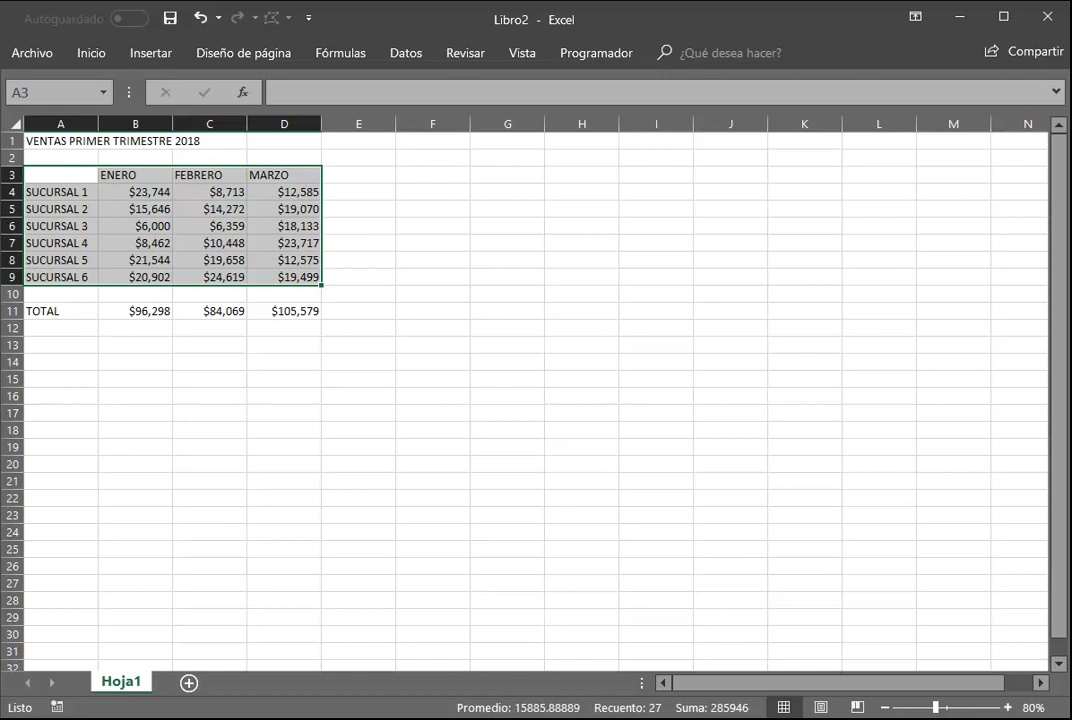 Autoguardado
Libro2 - Excel
Archivo Inicio Insertar Diseño de página Fórmulas Datos Revisar Vista Programador ¿Qué desea hacer? Compartir
A3 fx
A B C D E F G H I J K L M N
1 VENTAS PRIMER TRIMESTRE 2018
2
3 ENERO FEBRERO MARZO
4 SUCURSAL 1 $23,744 $8,713 $12,585
5 SUCURSAL 2 $15,646 $14,272 $19,070
6 SUCURSAL 3 $6,000 $6,359 $18,133
7 SUCURSAL 4 $8,462 $10,448 $23,717
8 SUCURSAL 5 $21,544 $19,658 $12,575
9 SUCURSAL 6 $20,902 $24,619 $19,499
10
11 TOTAL $96,298 $84,069 $105,579
12
13
14
15
16
17
18
19
20
21
22
23
24
25
26
27
28
29
30
31
32
Hoja1
Listo Promedio: 15885.88889 Recuento: 27 Suma: 285946 80%